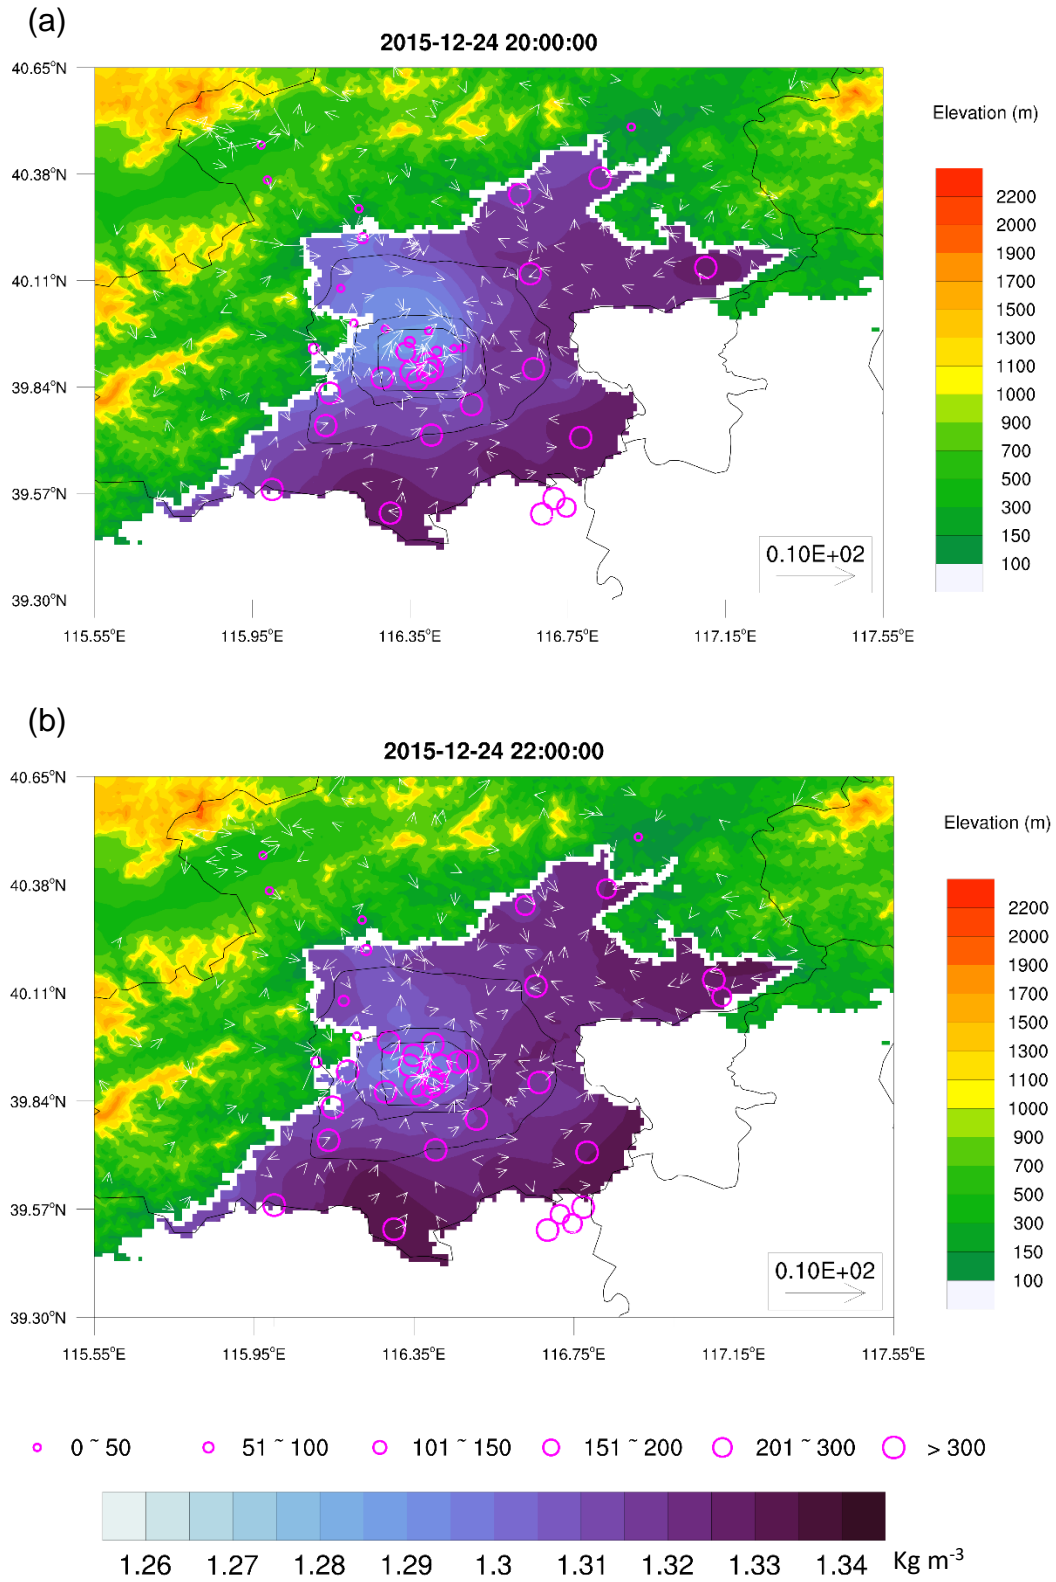 (a)
2015-12-24 20:00:00
40.65°N
40.38°N
40.11°N
39.84°N
39.57°N
39.30°N
115.55°E 115.95°E 116.35°E 116.75°E 117.15°E 117.55°E
0.10E+02
Elevation (m)
2200
2000
1900
1700
1500
1300
1100
1000
900
700
500
300
150
100
(b)
2015-12-24 22:00:00
40.65°N
40.38°N
40.11°N
39.84°N
39.57°N
39.30°N
115.55°E 115.95°E 116.35°E 116.75°E 117.15°E 117.55°E
0.10E+02
Elevation (m)
2200
2000
1900
1700
1500
1300
1100
1000
900
700
500
300
150
100
0 ~ 50 51 ~ 100 101 ~ 150 151 ~ 200 201 ~ 300 > 300
1.26 1.27 1.28 1.29 1.3 1.31 1.32 1.33 1.34 Kg m⁻³